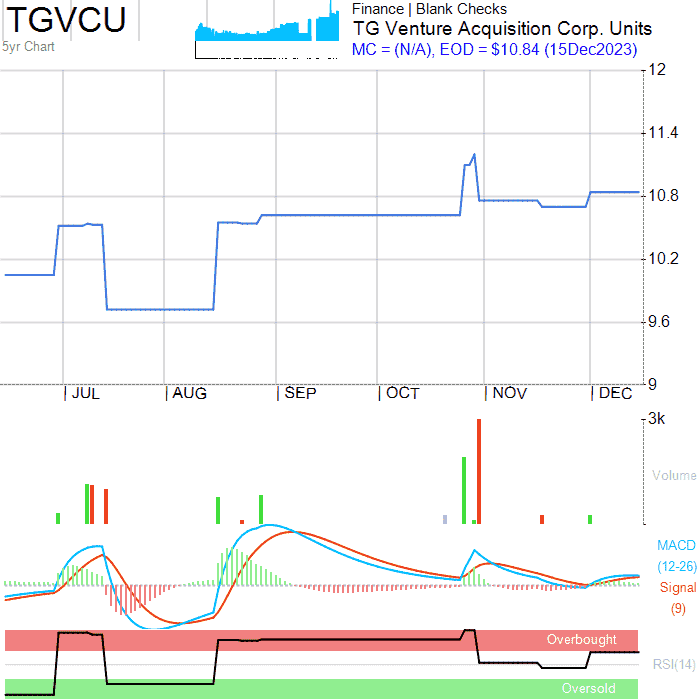 TGVCU
5yr Chart
Finance | Blank Checks
TG Venture Acquisition Corp. Units
MC = (N/A), EOD = $10.84 (15Dec2023)
12
11.4
10.8
10.2
9.6
9
JUL AUG SEP OCT NOV DEC
3k
Volume
MACD
(12-26)
Signal
(9)
Overbought
RSI(14)
Oversold